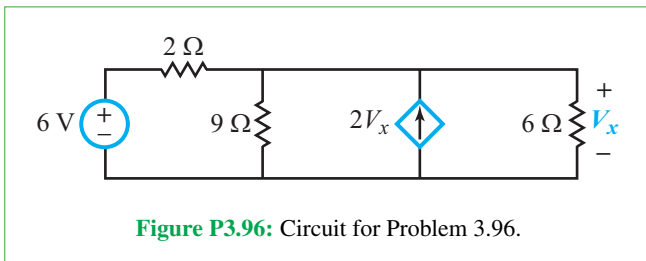 2 Ω
6 V
+
−
9 Ω
2Vx
6 Ω
+
Vx
−
Figure P3.96: Circuit for Problem 3.96.